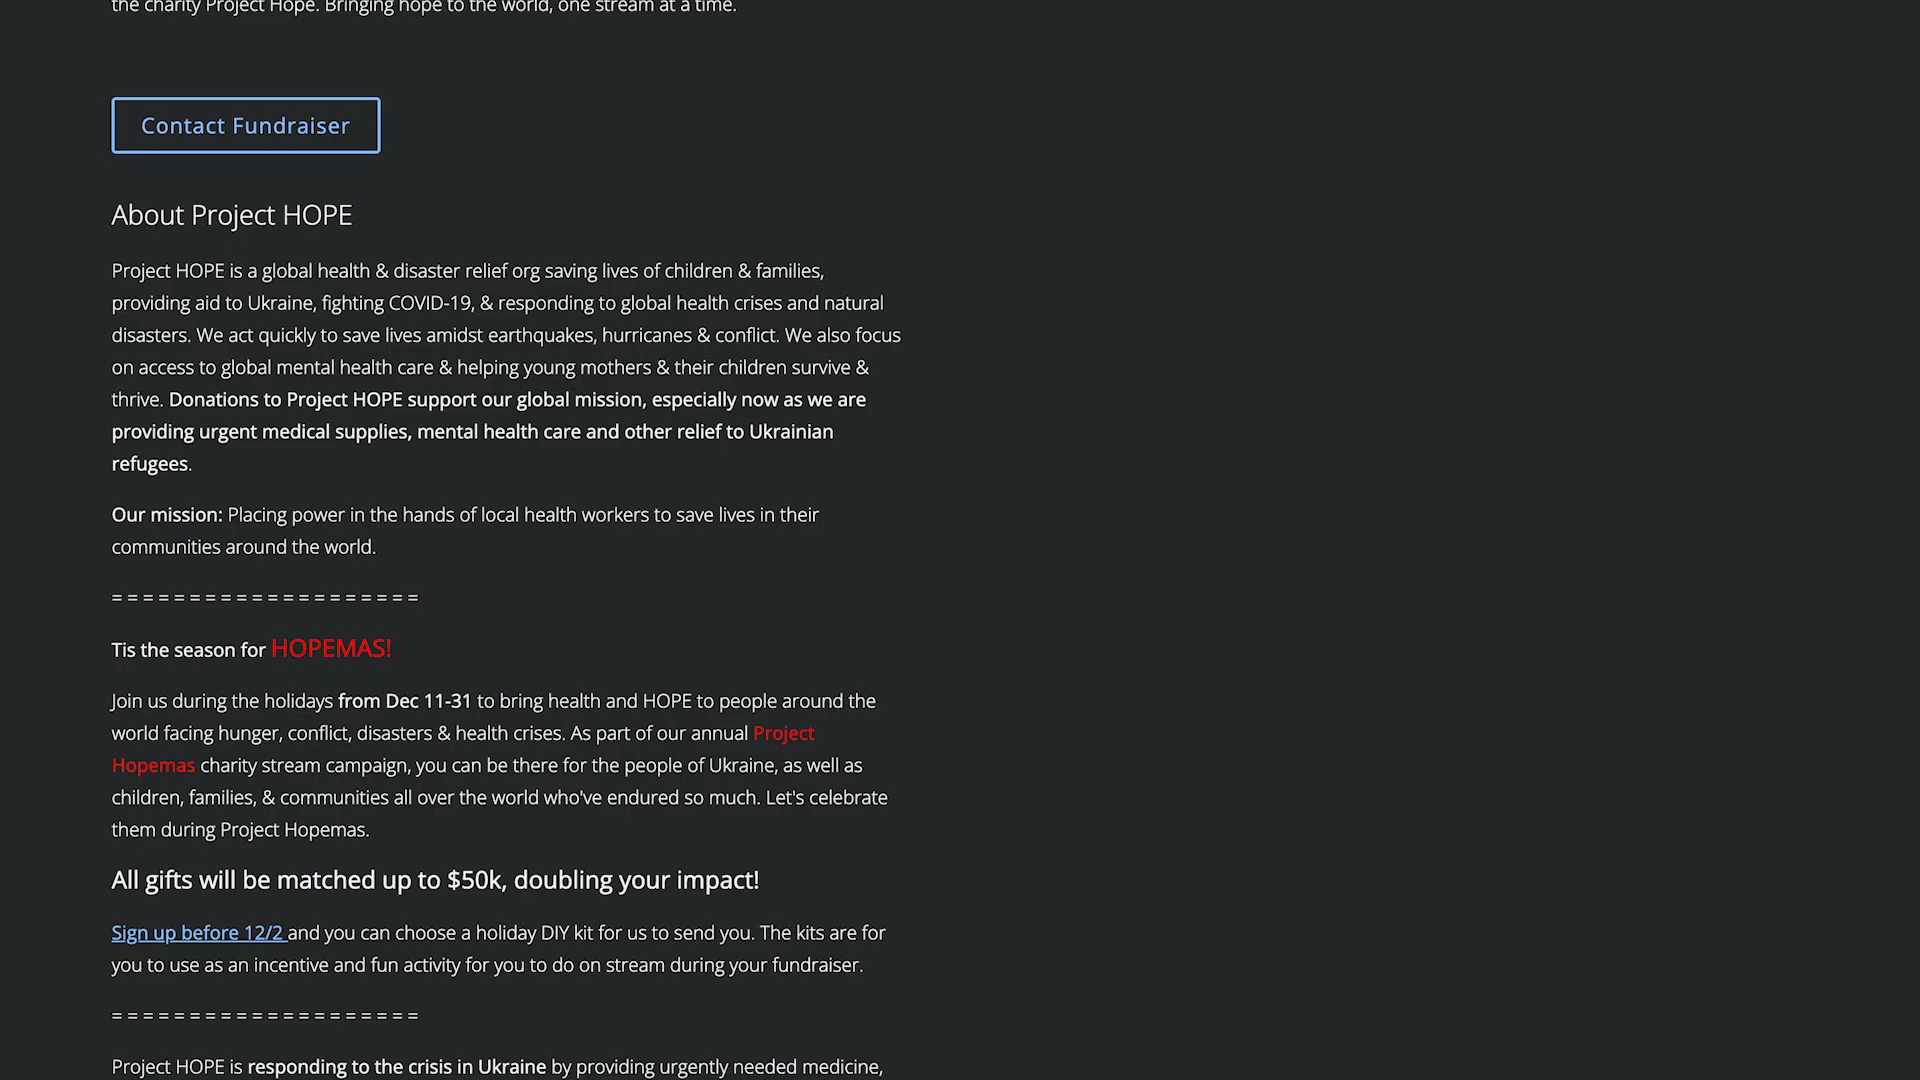 the charity Project Hope. Bringing hope to the world, one stream at a time.
Contact Fundraiser
About Project HOPE
Project HOPE is a global health & disaster relief org saving lives of children & families,
providing aid to Ukraine, fighting COVID-19, & responding to global health crises and natural
disasters. We act quickly to save lives amidst earthquakes, hurricanes & conflict. We also focus
on access to global mental health care & helping young mothers & their children survive &
thrive. Donations to Project HOPE support our global mission, especially now as we are
providing urgent medical supplies, mental health care and other relief to Ukrainian
refugees.
Our mission: Placing power in the hands of local health workers to save lives in their
communities around the world.
= = = = = = = = = = = = = = = = = = = =
Tis the season for HOPEMAS!
Join us during the holidays from Dec 11-31 to bring health and HOPE to people around the
world facing hunger, conflict, disasters & health crises. As part of our annual Project
Hopemas charity stream campaign, you can be there for the people of Ukraine, as well as
children, families, & communities all over the world who've endured so much. Let's celebrate
them during Project Hopemas.
All gifts will be matched up to $50k, doubling your impact!
Sign up before 12/2 and you can choose a holiday DIY kit for us to send you. The kits are for
you to use as an incentive and fun activity for you to do on stream during your fundraiser.
= = = = = = = = = = = = = = = = = = = =
Project HOPE is responding to the crisis in Ukraine by providing urgently needed medicine,